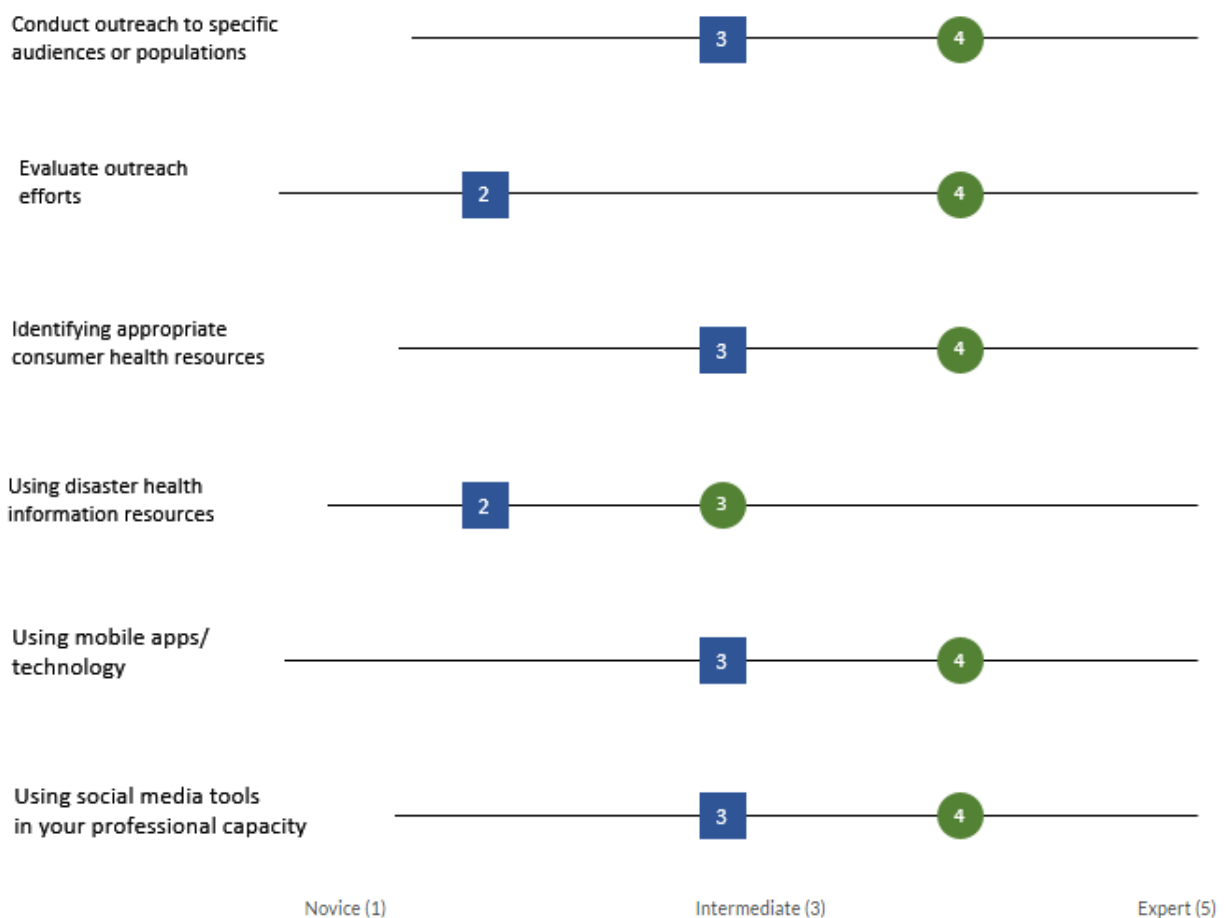 Conduct outreach to specific
audiences or populations
3
4
Evaluate outreach
efforts
2
4
Identifying appropriate
consumer health resources
3
4
Using disaster health
information resources
2
3
Using mobile apps/
technology
3
4
Using social media tools
in your professional capacity
3
4
Novice (1)
Intermediate (3)
Expert (5)